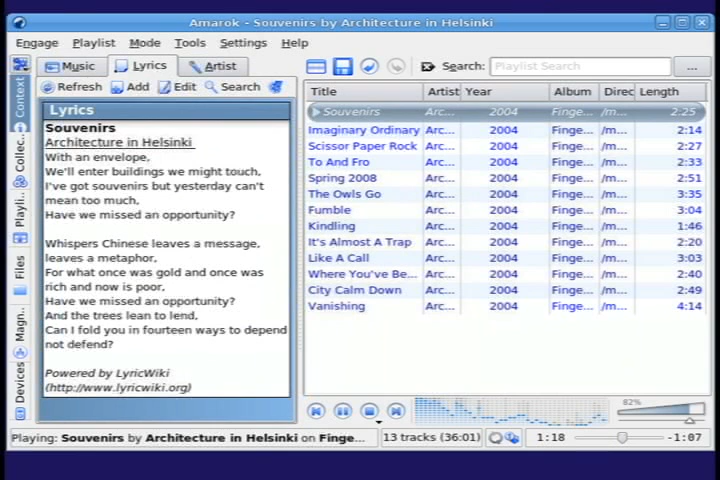 Amarok - Souvenirs by Architecture in Helsinki
Engage Playlist Mode Tools Settings Help
Music Lyrics Artist
Search: Playlist Search ...
Refresh Add Edit Search
Context
Collec...
Playli...
Files
Magn...
Devices
Lyrics
Souvenirs
Architecture in Helsinki
With an envelope,
We'll enter buildings we might touch,
I've got souvenirs but yesterday can't
mean too much,
Have we missed an opportunity?
Whispers Chinese leaves a message,
leaves a metaphor,
For what once was gold and once was
rich and now is poor,
Have we missed an opportunity?
And the trees lean to lend,
Can I fold you in fourteen ways to depend
not defend?
Powered by LyricWiki
(http://www.lyricwiki.org)
Title Artist Year Album Direc Length
Souvenirs Arc... 2004 Finge... /m... 2:25
Imaginary Ordinary Arc... 2004 Finge... /m... 2:14
Scissor Paper Rock Arc... 2004 Finge... /m... 2:27
To And Fro Arc... 2004 Finge... /m... 2:33
Spring 2008 Arc... 2004 Finge... /m... 2:51
The Owls Go Arc... 2004 Finge... /m... 3:35
Fumble Arc... 2004 Finge... /m... 3:04
Kindling Arc... 2004 Finge... /m... 1:46
It's Almost A Trap Arc... 2004 Finge... /m... 2:20
Like A Call Arc... 2004 Finge... /m... 3:03
Where You've Be... Arc... 2004 Finge... /m... 2:40
City Calm Down Arc... 2004 Finge... /m... 2:49
Vanishing Arc... 2004 Finge... /m... 4:14
82%
Playing: Souvenirs by Architecture in Helsinki on Finge... 13 tracks (36:01) 1:18 -1:07